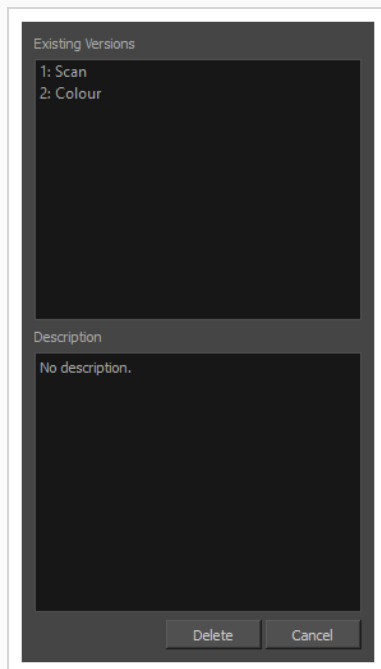 Existing Versions
1: Scan
2: Colour
Description
No description.
Delete Cancel